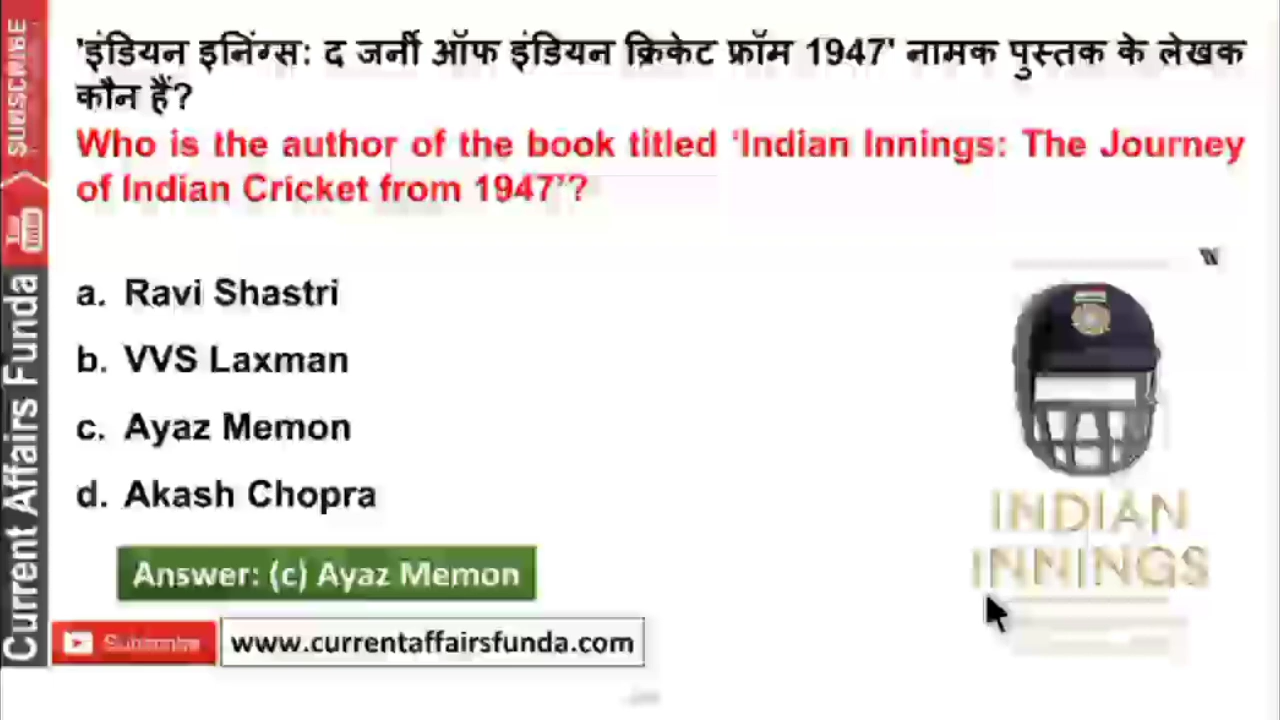 'इंडियन इनिंग्स: द जर्नी ऑफ इंडियन क्रिकेट फ्रॉम 1947' नामक पुस्तक के लेखक
कौन हैं?
Who is the author of the book titled ‘Indian Innings: The Journey
of Indian Cricket from 1947’?
a. Ravi Shastri
b. VVS Laxman
c. Ayaz Memon
d. Akash Chopra
Answer: (c) Ayaz Memon
INDIAN
INNINGS
Subscribe
www.currentaffairsfunda.com
Current Affairs Funda
SUBSCRIBE